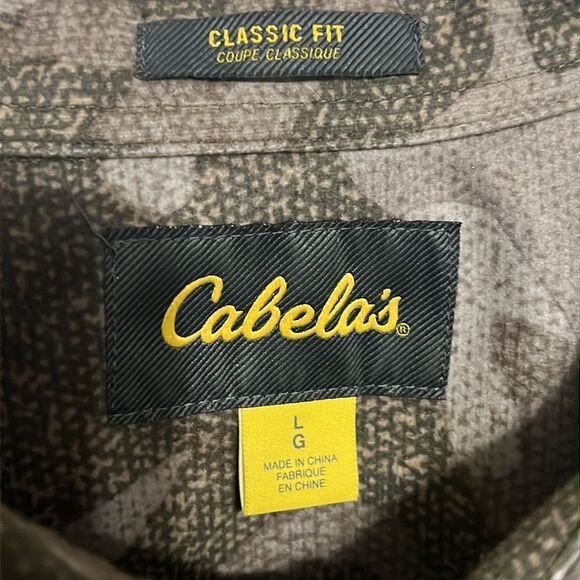 CLASSIC FIT
COUPE CLASSIQUE
Cabela's®
L
G
MADE IN CHINA
FABRIQUÉ
EN CHINE